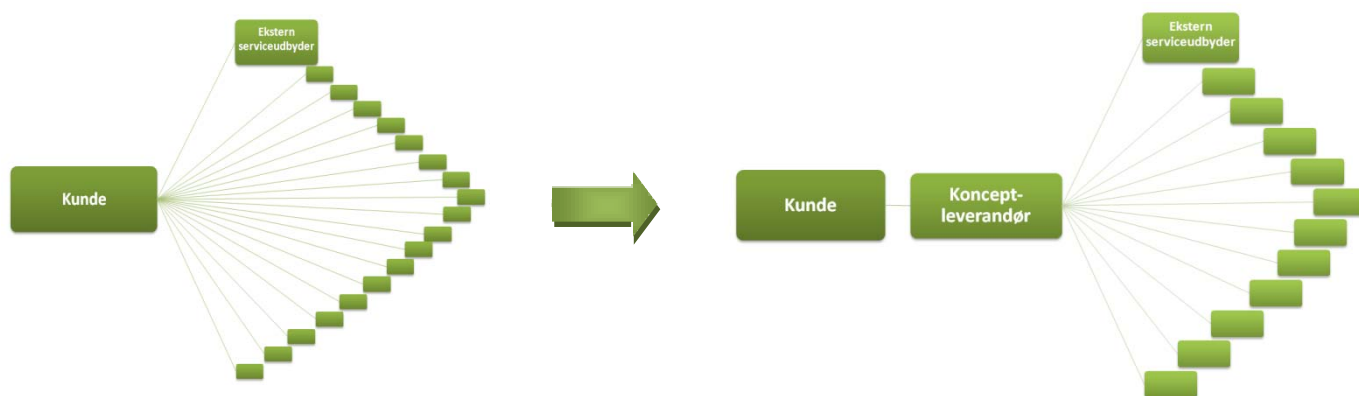 Ekstern
serviceudbyder
Kunde
Ekstern
serviceudbyder
Kunde
Koncept-
leverandør